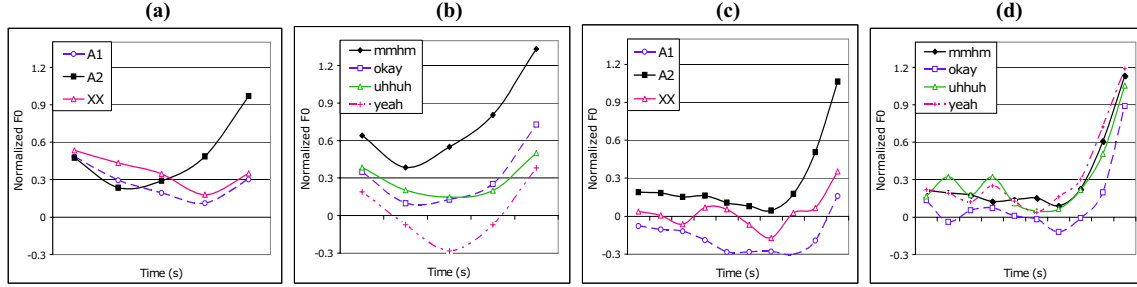 (a)
Normalized F0
1.2
0.9
0.6
0.3
0
-0.3
A1
A2
XX
Time (s)
(b)
Normalized F0
1.2
0.9
0.6
0.3
0
-0.3
mmhm
okay
uhhuh
yeah
Time (s)
(c)
Normalized F0
1.2
0.9
0.6
0.3
0
-0.3
A1
A2
XX
Time (s)
(d)
Normalized F0
1.2
0.9
0.6
0.3
0
-0.3
mmhm
okay
uhhuh
yeah
Time (s)